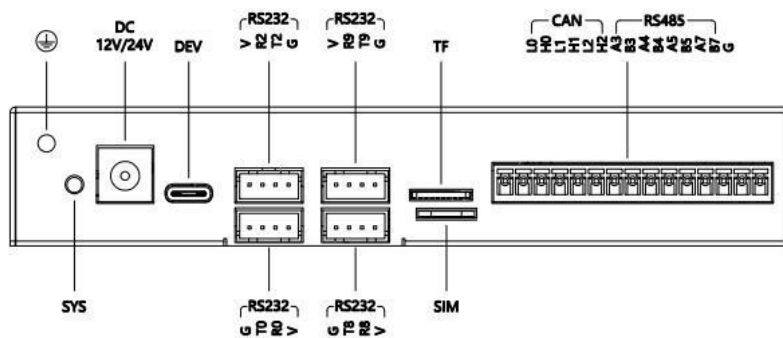 DC
12V/24V
DEV
RS232
V R2 T2 G
RS232
V R9 T9 G
TF
CAN
L0 H0 L1 H1 L2 H2
RS485
A3 B3 A4 B4 A5 B5 A7 B7 G
SYS
RS232
G T0 R0 V
RS232
G T8 R8 V
SIM